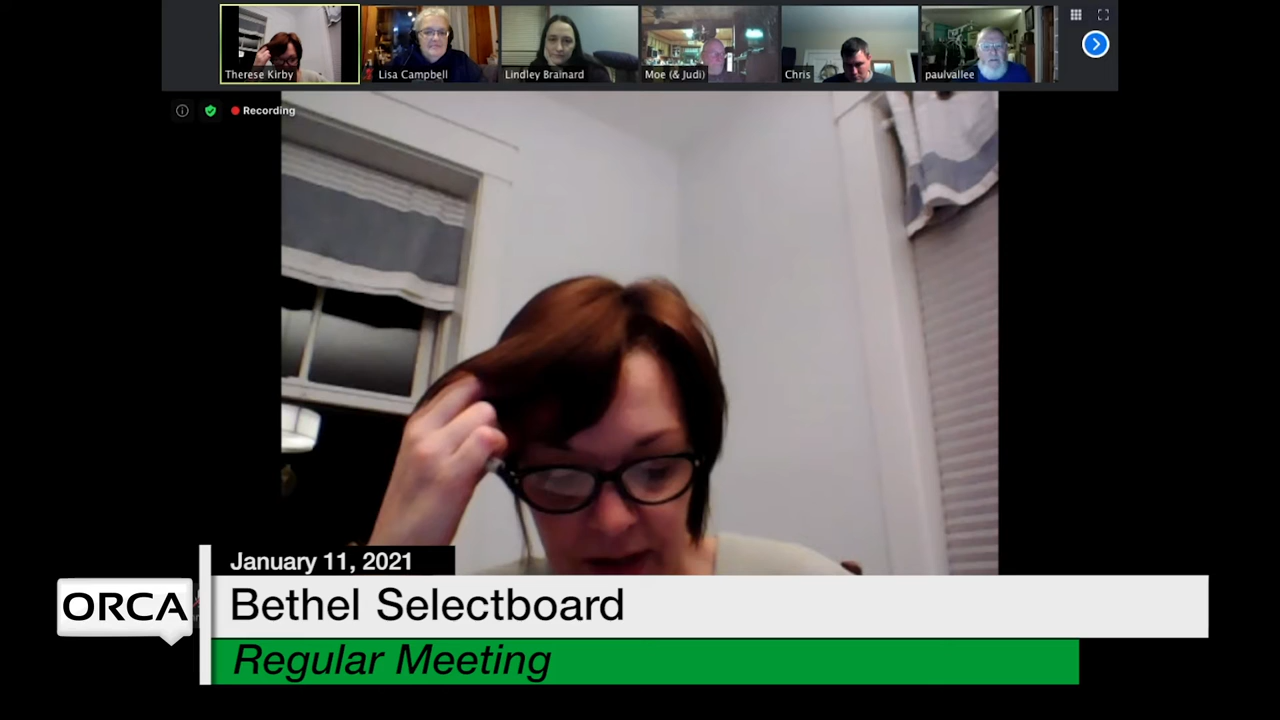 Therese Kirby
Lisa Campbell
Lindley Brainard
Moe (& Judi)
Chris
paulvallee
Recording
January 11, 2021
ORCA
Bethel Selectboard
Regular Meeting